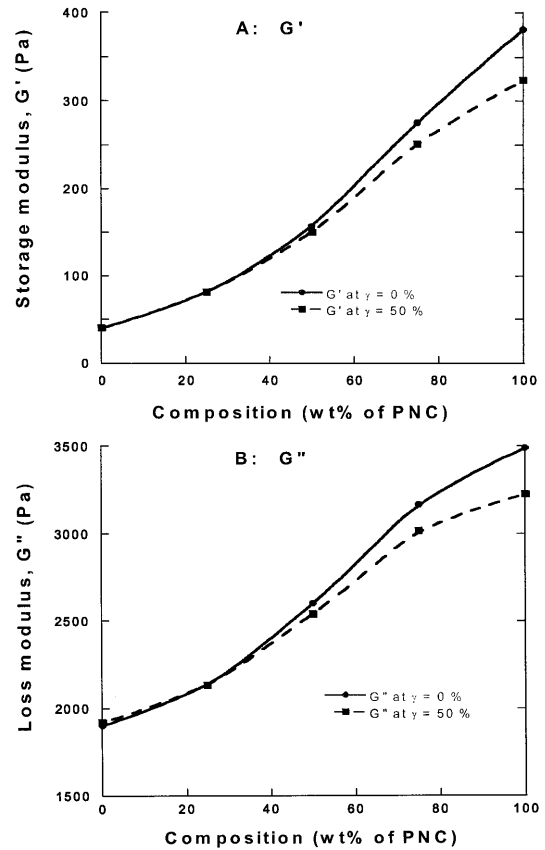 A: G'
Storage modulus, G' (Pa)
400
300
200
100
0
G' at γ = 0 %
G' at γ = 50 %
0 20 40 60 80 100
Composition (wt% of PNC)
B: G"
Loss modulus, G" (Pa)
3500
3000
2500
2000
1500
G" at γ = 0 %
G" at γ = 50 %
0 20 40 60 80 100
Composition (wt% of PNC)